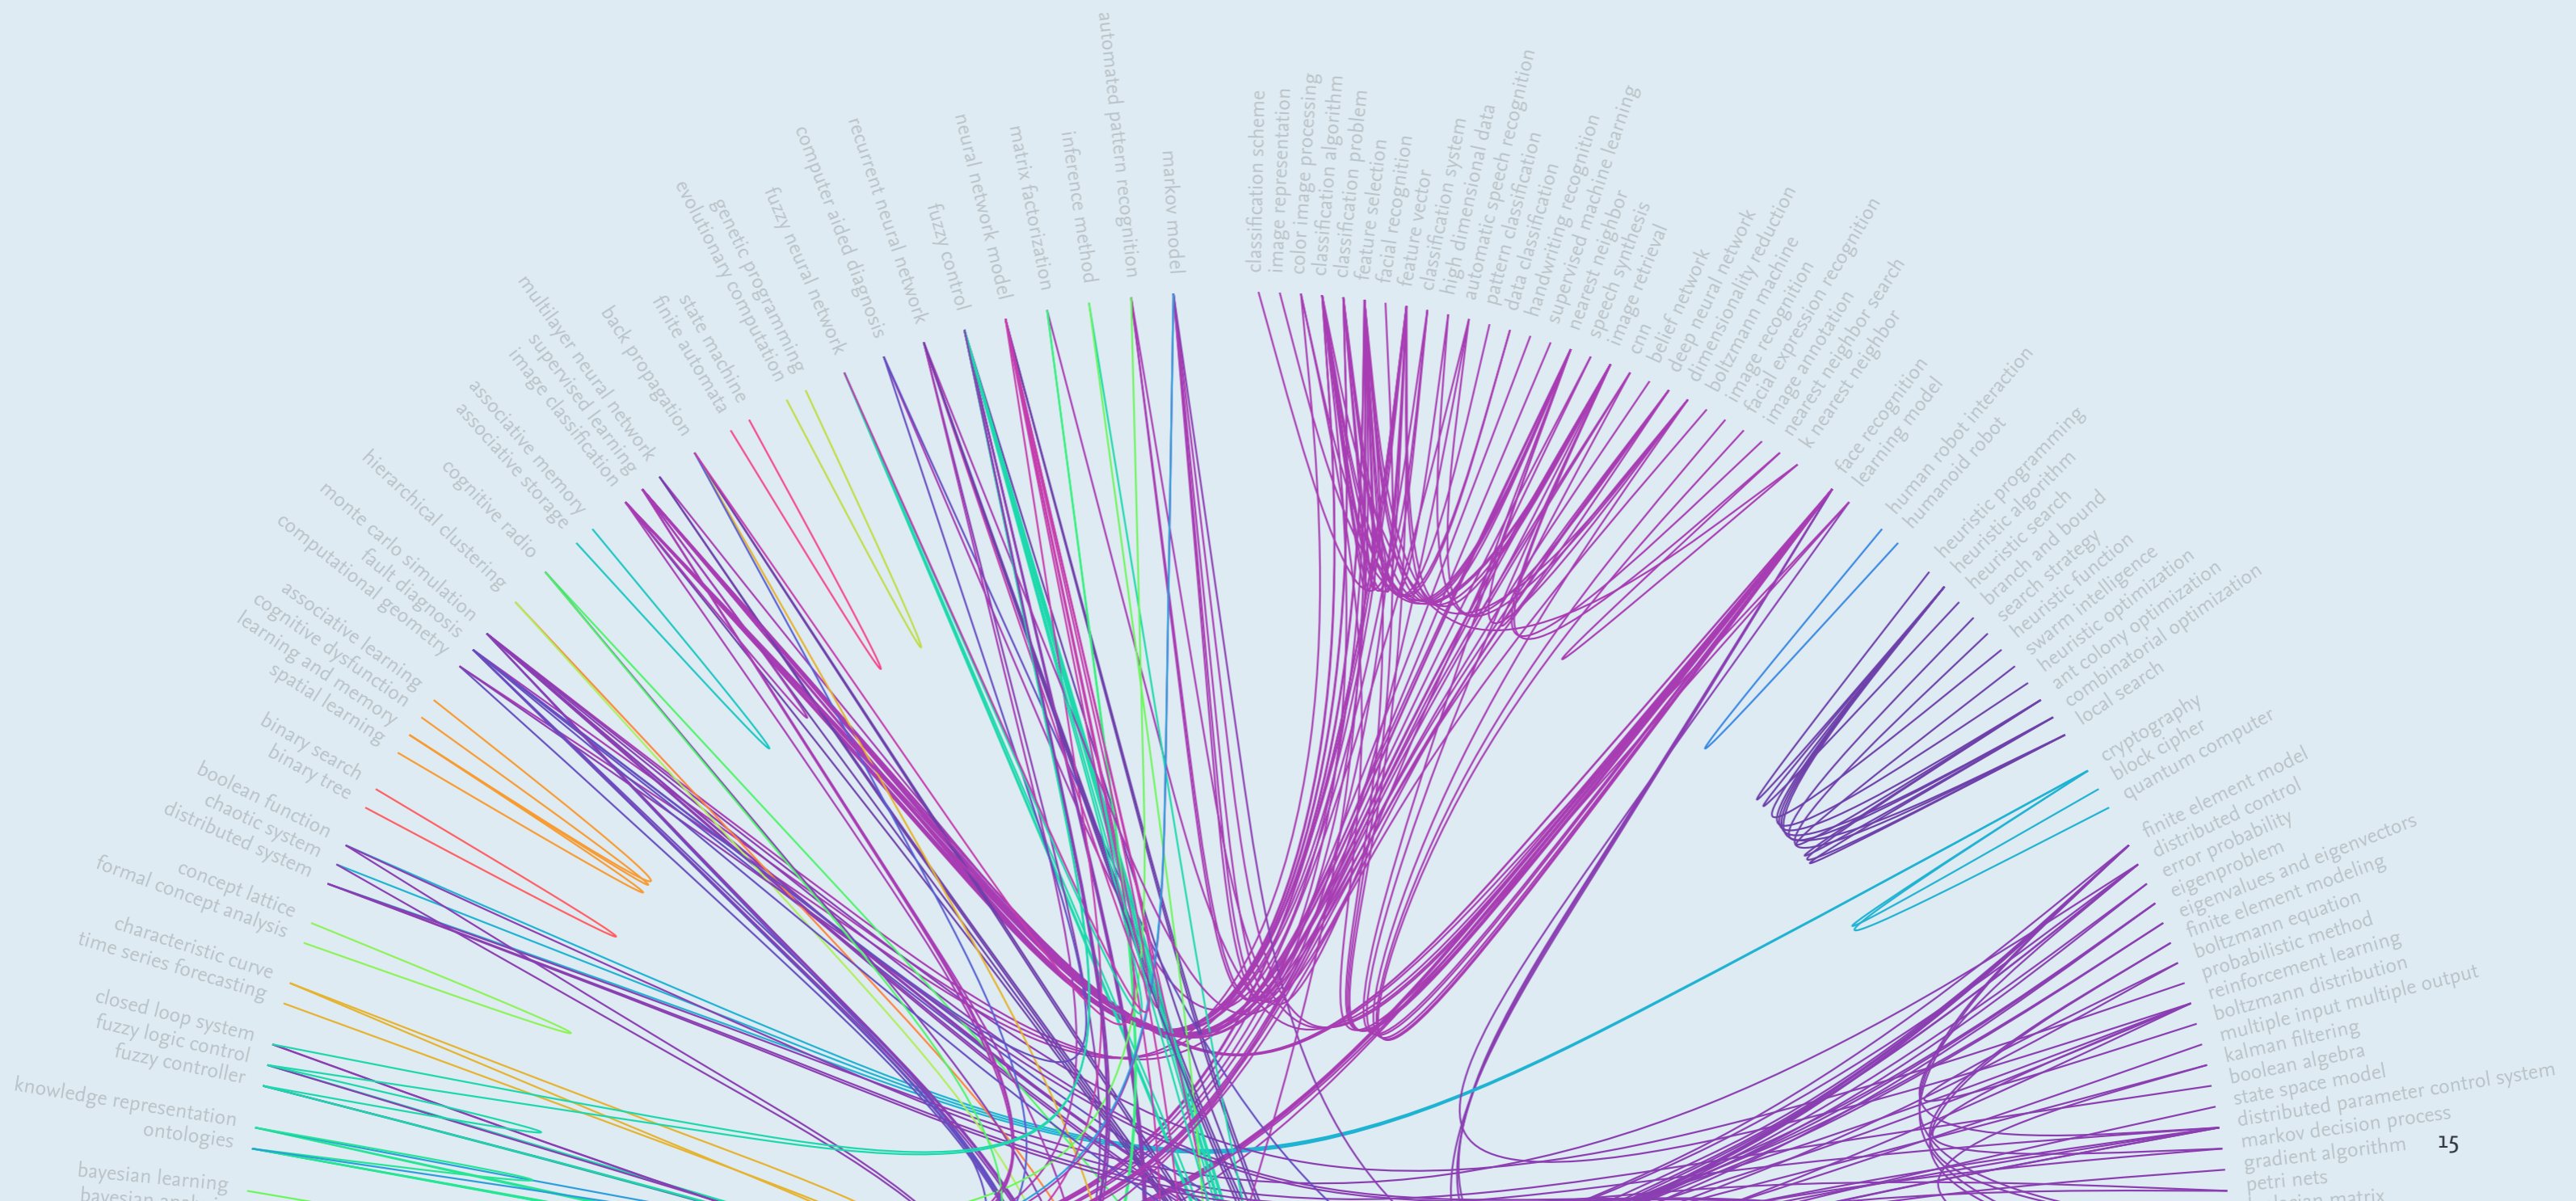 bayesian learning
ontologies
knowledge representation
fuzzy controller
fuzzy logic control
closed loop system
time series forecasting
characteristic curve
formal concept analysis
concept lattice
distributed system
chaotic system
boolean function
binary tree
binary search
spatial learning
learning and memory
cognitive dysfunction
associative learning
computational geometry
fault diagnosis
monte carlo simulation
hierarchical clustering
cognitive radio
associative storage
associative memory
image classification
supervised learning
multilayer neural network
back propagation
finite automata
state machine
evolutionary computation
genetic programming
fuzzy neural network
computer aided diagnosis
recurrent neural network
fuzzy control
neural network model
matrix factorization
inference method
automated pattern recognition
markov model
classification scheme
image representation
color image processing
classification algorithm
classification problem
feature selection
facial recognition
feature vector
classification system
high dimensional data
automatic speech recognition
pattern classification
data classification
handwriting recognition
supervised machine learning
nearest neighbor
speech synthesis
image retrieval
cnn
belief network
deep neural network
dimensionality reduction
boltzmann machine
image recognition
facial expression recognition
image annotation
nearest neighbor search
k nearest neighbor
face recognition
learning model
human robot interaction
humanoid robot
heuristic programming
heuristic algorithm
heuristic search
branch and bound
search strategy
heuristic function
swarm intelligence
heuristic optimization
ant colony optimization
combinatorial optimization
local search
cryptography
block cipher
quantum computer
finite element model
distributed control
error probability
eigenproblem
eigenvalues and eigenvectors
finite element modeling
boltzmann equation
probabilistic method
reinforcement learning
boltzmann distribution
multiple input multiple output
kalman filtering
boolean algebra
state space model
distributed parameter control system
markov decision process
gradient algorithm
petri nets
15